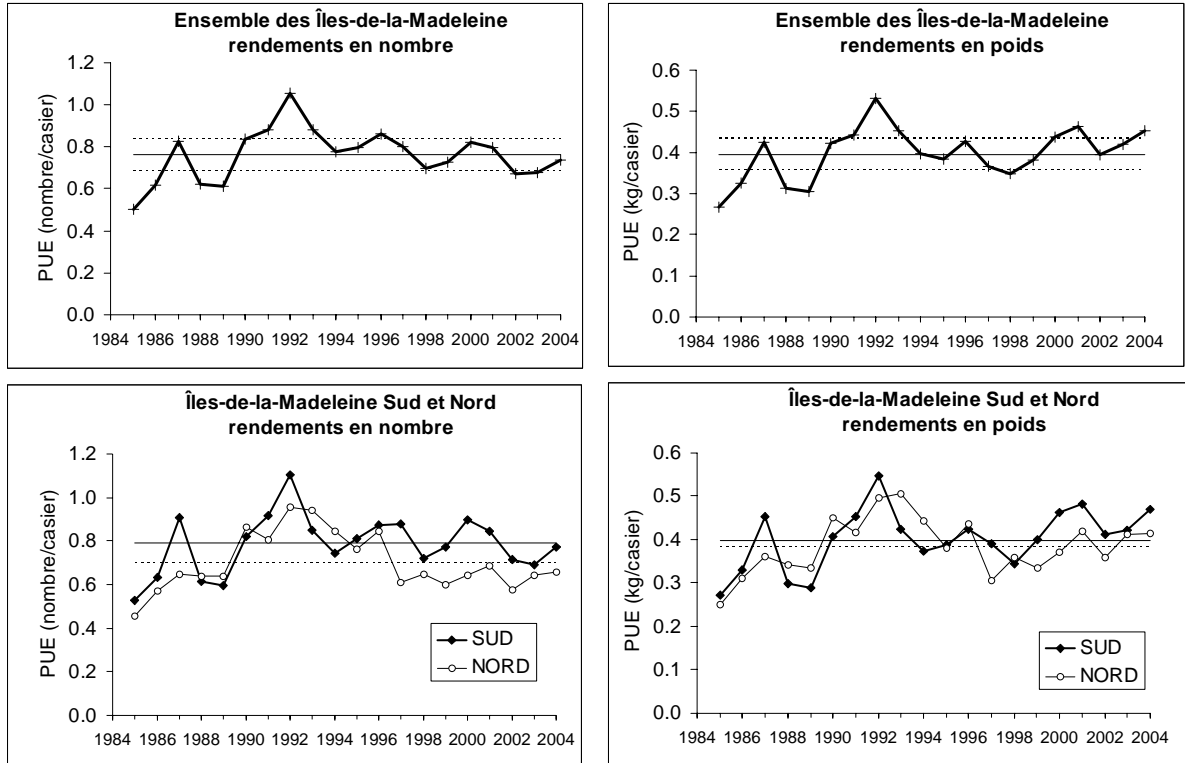 Ensemble des Îles-de-la-Madeleine
rendements en nombre
PUE (nombre/casier)
1.2
1.0
0.8
0.6
0.4
0.2
0.0
1984 1986 1988 1990 1992 1994 1996 1998 2000 2002 2004
Ensemble des Îles-de-la-Madeleine
rendements en poids
PUE (kg/casier)
0.6
0.5
0.4
0.3
0.2
0.1
0.0
1984 1986 1988 1990 1992 1994 1996 1998 2000 2002 2004
Îles-de-la-Madeleine Sud et Nord
rendements en nombre
PUE (nombre/casier)
1.2
1.0
0.8
0.6
0.4
0.2
0.0
SUD
NORD
1984 1986 1988 1990 1992 1994 1996 1998 2000 2002 2004
Îles-de-la-Madeleine Sud et Nord
rendements en poids
PUE (kg/casier)
0.6
0.5
0.4
0.3
0.2
0.1
0.0
SUD
NORD
1984 1986 1988 1990 1992 1994 1996 1998 2000 2002 2004